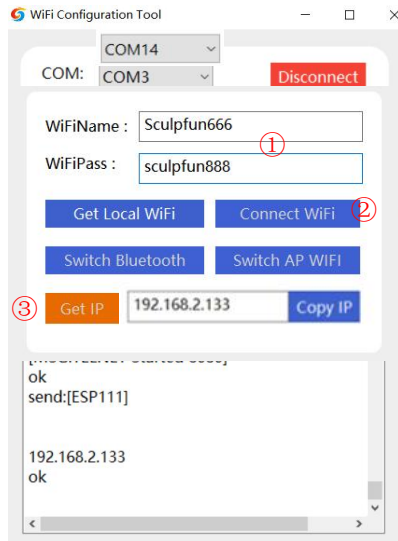 WiFi Configuration Tool
COM14
COM: COM3 Disconnect
WiFiName : Sculpfun666
①
WiFiPass : sculpfun888
Get Local WiFi Connect WiFi ②
Switch Bluetooth Switch AP WIFI
③ Get IP 192.168.2.133 Copy IP
ok
send:[ESP111]
192.168.2.133
ok